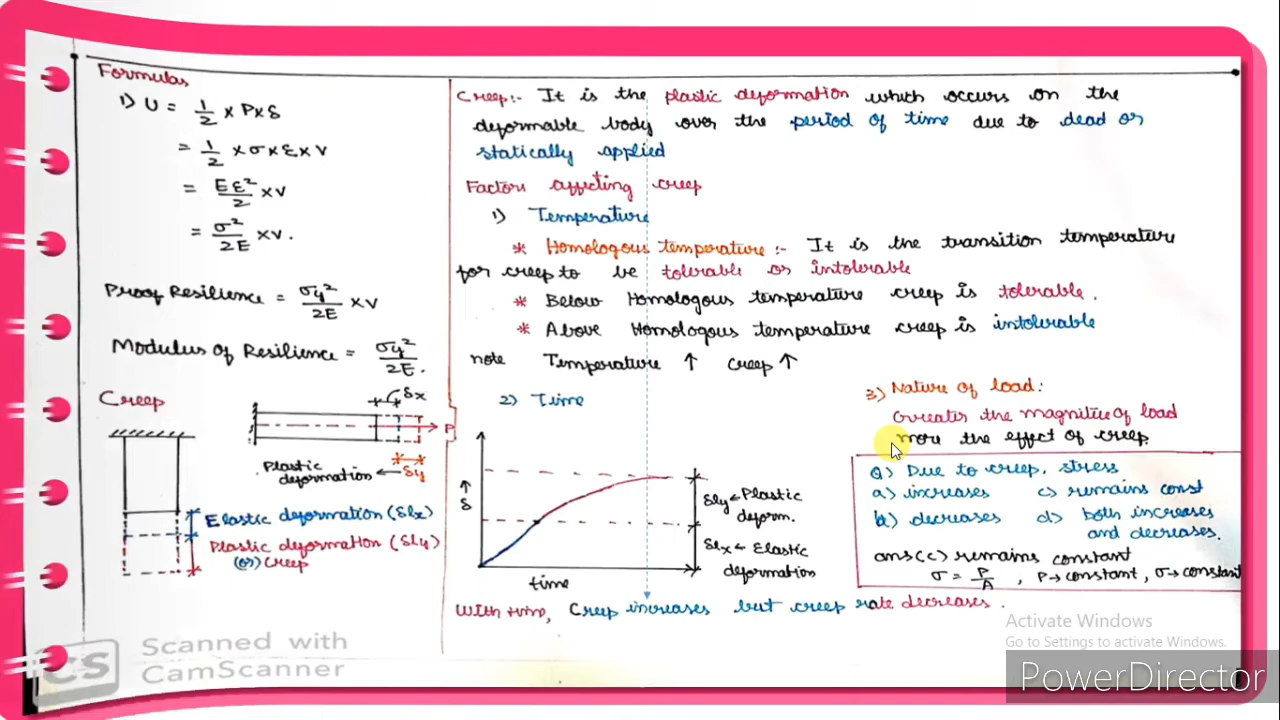 Formulas
1) U = 1/2 × P × δ
= 1/2 × σ × ε × V
= Eε²/2 × V
= σ²/2E × V.
Proof Resilience = σy²/2E × V
Modulus of Resilience = σy²/2E.
Creep
δx
P
Plastic deformation ← δy
Elastic deformation (δlx)
Plastic deformation (δly)
(or) Creep
Creep:- It is the plastic deformation which occurs on the
deformable body over the period of time due to dead or
statically applied
Factors affecting creep
1) Temperature
* Homologous temperature:- It is the transition temperature
for creep to be tolerable or intolerable
* Below Homologous temperature creep is tolerable.
* Above Homologous temperature creep is intolerable
note Temperature ↑ Creep ↑
2) Time
↑ δ
δly ← Plastic
deform.
δlx ← Elastic
deformation
time
With time, Creep increases but creep rate decreases.
3) Nature of load:
Greater the magnitue of load
more the effect of creep.
Q) Due to creep, stress
a) increases c) remains const
b) decreases d) both increases
and decreases.
ans (c) remains constant
σ = P/A , P → constant, σ → constant
Scanned with
CamScanner
CS
Activate Windows
Go to Settings to activate Windows.
PowerDirector